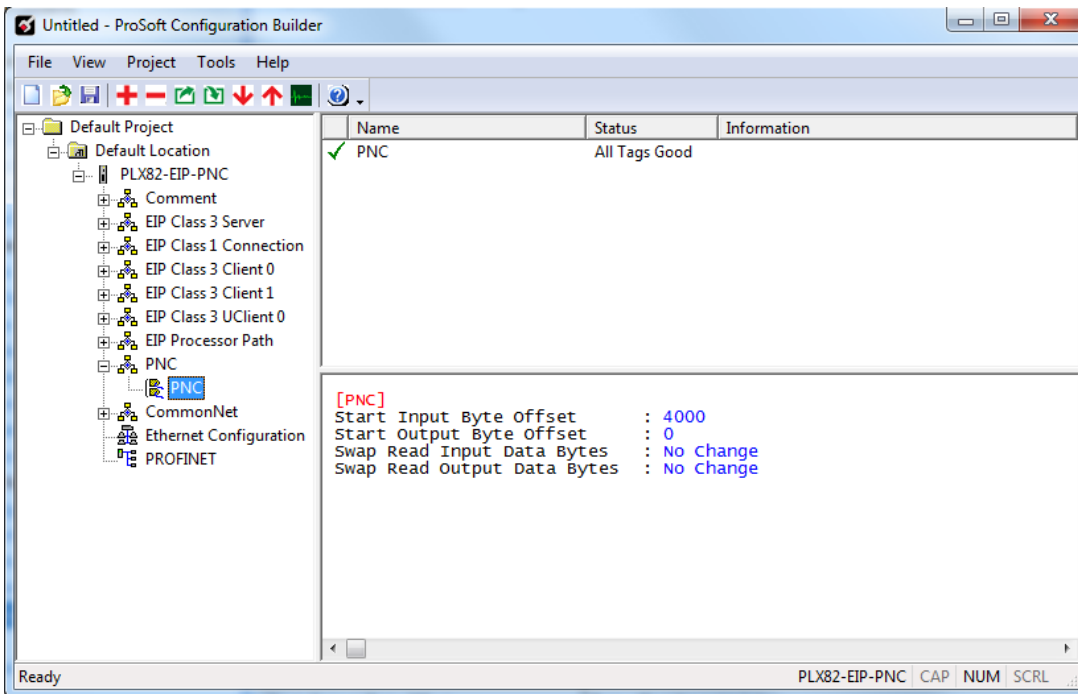 Untitled - ProSoft Configuration Builder
File View Project Tools Help
Default Project
Default Location
PLX82-EIP-PNC
Comment
EIP Class 3 Server
EIP Class 1 Connection
EIP Class 3 Client 0
EIP Class 3 Client 1
EIP Class 3 UClient 0
EIP Processor Path
PNC
PNC
CommonNet
Ethernet Configuration
PROFINET
Name Status Information
PNC All Tags Good
[PNC]
Start Input Byte Offset : 4000
Start Output Byte Offset : 0
Swap Read Input Data Bytes : No Change
Swap Read Output Data Bytes : No Change
Ready PLX82-EIP-PNC CAP NUM SCRL